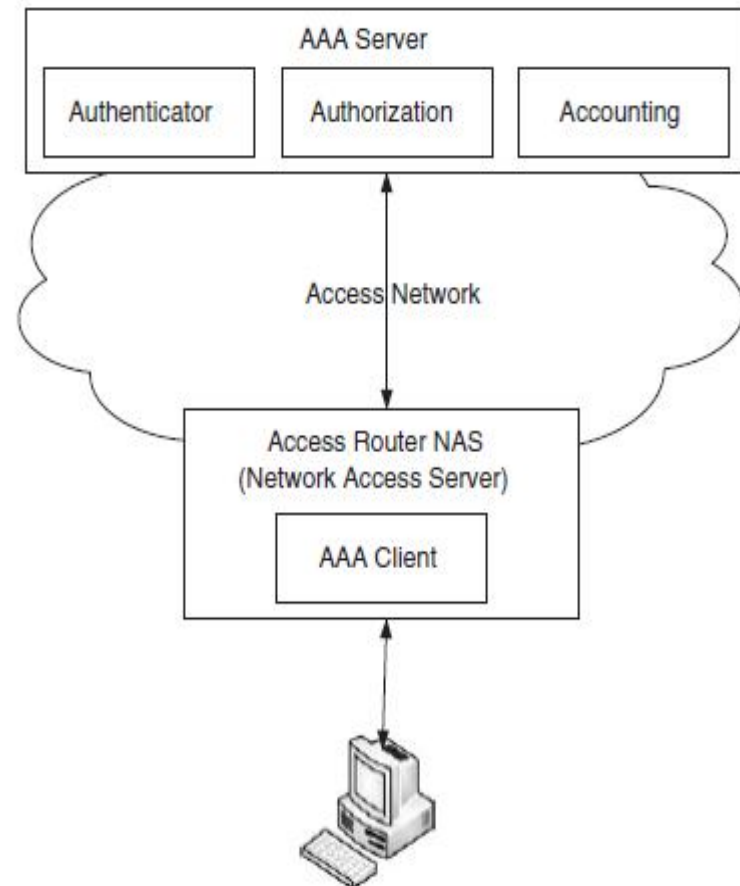 AAA Server
Authenticator
Authorization
Accounting
Access Network
Access Router NAS
(Network Access Server)
AAA Client